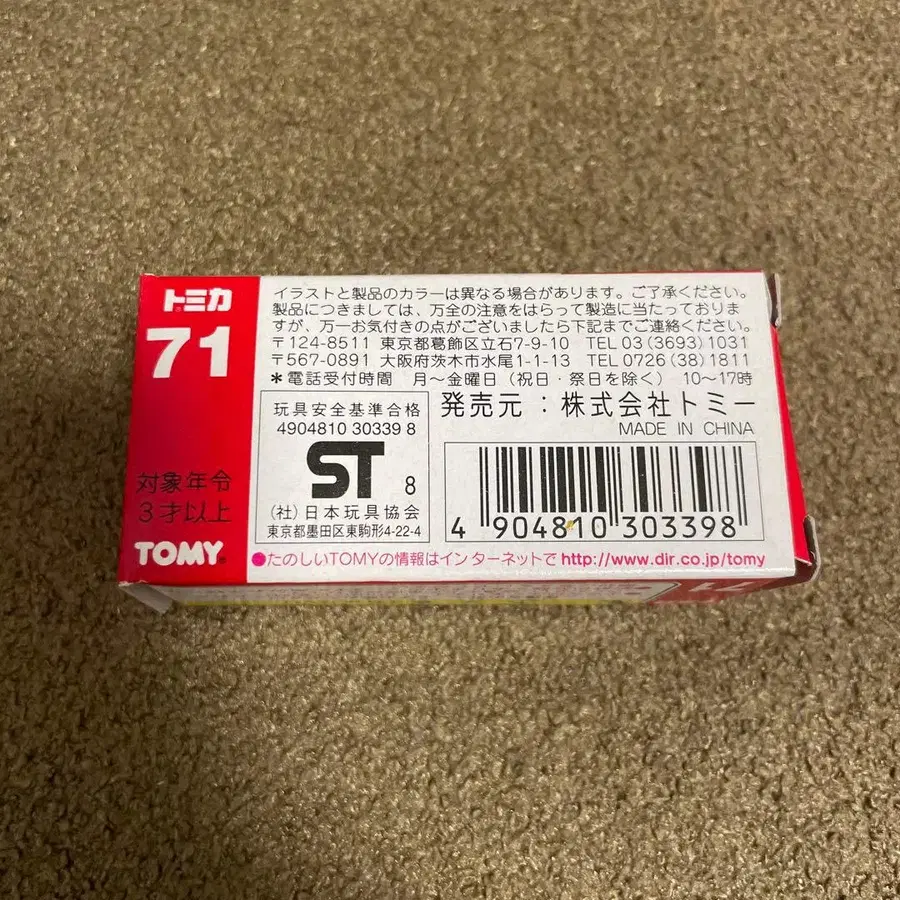 トミカ
71
対象年令
3才以上
TOMY
イラストと製品のカラーは異なる場合があります。ご了承ください。
製品につきましては、万全の注意をはらって製造に当たっておりま
すが、万一お気付きの点がございましたら下記までご連絡ください。
〒124-8511 東京都葛飾区立石7-9-10 TEL 03 (3693) 1031
〒567-0891 大阪府茨木市水尾1-1-13 TEL 0726 (38) 1811
＊電話受付時間 月～金曜日（祝日・祭日を除く） 10～17時
玩具安全基準合格
4904810 30339 8
ST 8
(社) 日本玩具協会
東京都墨田区東駒形4-22-4
発売元：株式会社トミー
MADE IN CHINA
4 904810 303398
●たのしいTOMYの情報はインターネットで http://www.dir.co.jp/tomy
71